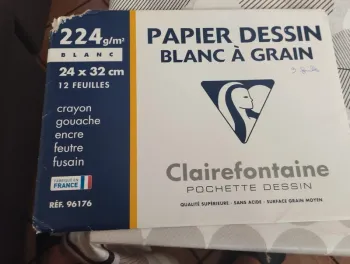 224g/m²
BLANC
24 x 32 cm
12 FEUILLES
crayon
gouache
encre
feutre
fusain
FABRIQUÉ EN
FRANCE
RÉF. 96176
PAPIER DESSIN
BLANC À GRAIN
Clairefontaine
POCHETTE DESSIN
QUALITÉ SUPÉRIEURE - SANS ACIDE - SURFACE GRAIN MOYEN